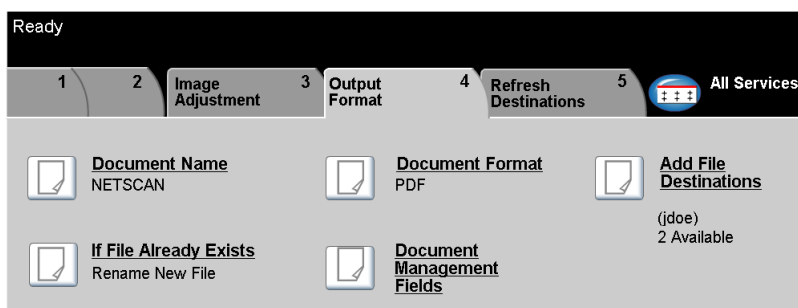 Ready
1
2
Image
Adjustment
3
Output
Format
4
Refresh
Destinations
5
All Services
Document Name
NETSCAN
Document Format
PDF
Add File
Destinations
(jdoe)
2 Available
If File Already Exists
Rename New File
Document
Management
Fields